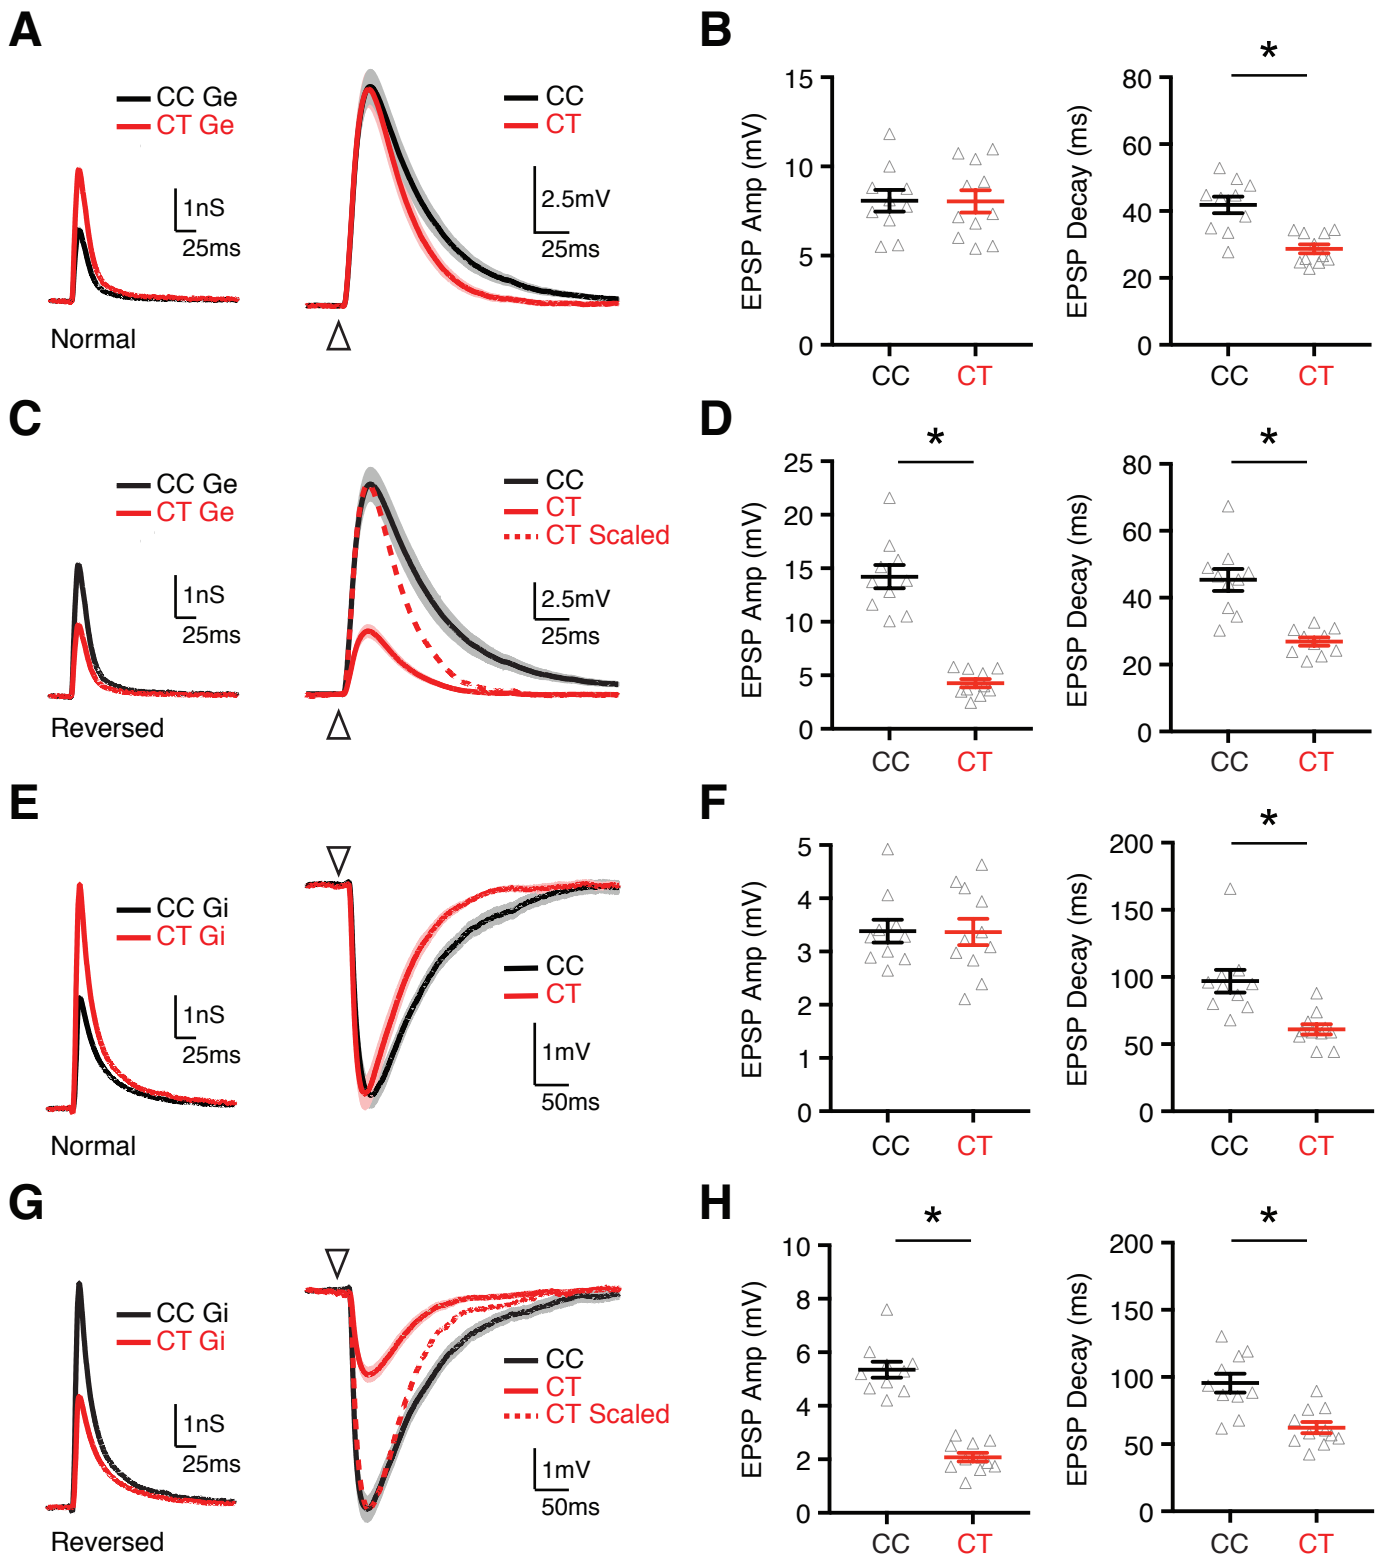 A
CC Ge
CT Ge
1nS
25ms
Normal
CC
CT
2.5mV
25ms
B
EPSP Amp (mV)
15
10
5
0
CC CT
*
EPSP Decay (ms)
80
60
40
20
0
CC CT
C
CC Ge
CT Ge
1nS
25ms
Reversed
CC
CT
CT Scaled
2.5mV
25ms
D
*
EPSP Amp (mV)
25
20
15
10
5
0
CC CT
*
EPSP Decay (ms)
80
60
40
20
0
CC CT
E
CC Gi
CT Gi
1nS
25ms
Normal
CC
CT
1mV
50ms
F
EPSP Amp (mV)
5
4
3
2
1
0
CC CT
*
EPSP Decay (ms)
200
150
100
50
0
CC CT
G
CC Gi
CT Gi
1nS
25ms
Reversed
CC
CT
CT Scaled
1mV
50ms
H
*
EPSP Amp (mV)
10
8
6
4
2
0
CC CT
*
EPSP Decay (ms)
200
150
100
50
0
CC CT